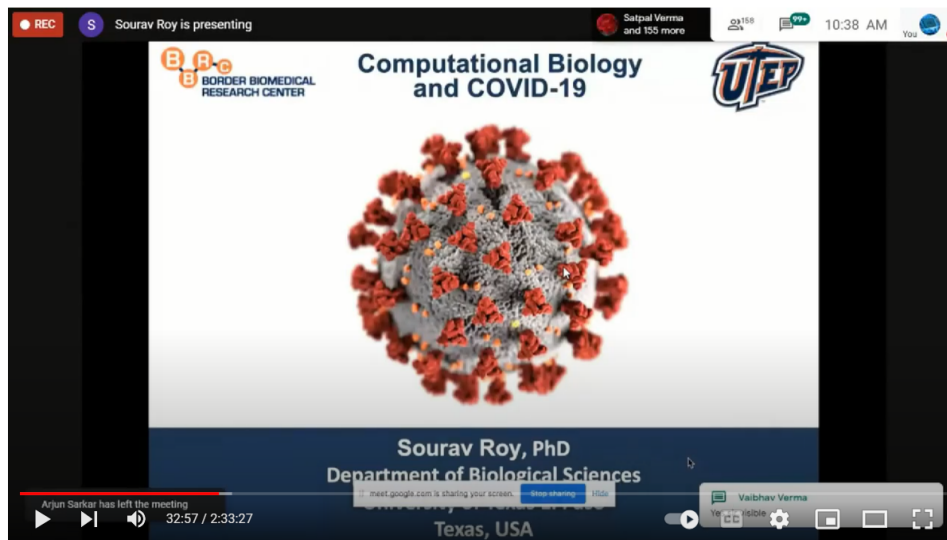 REC
S
Sourav Roy is presenting
Satpal Verma
and 155 more
158
99+
10:38 AM
You
BBRC
BORDER BIOMEDICAL
RESEARCH CENTER
Computational Biology
and COVID-19
UTEP
Sourav Roy, PhD
Department of Biological Sciences
meet.google.com is sharing your screen.
Stop sharing
Hide
Texas, USA
Arjun Sarkar has left the meeting
Vaibhav Verma
32:57 / 2:33:27
CC